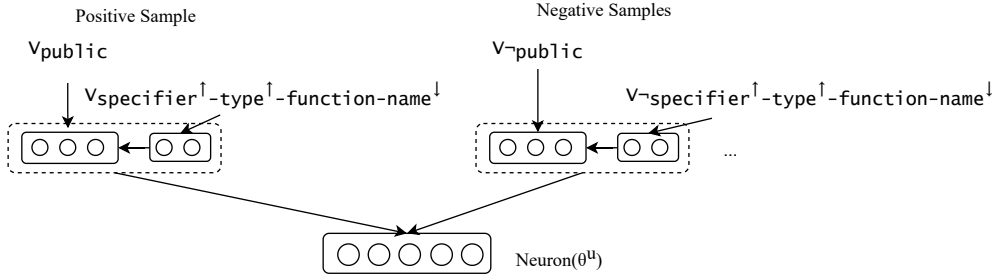 Positive Sample
Negative Samples
vpublic
v¬public
vspecifier↑-type↑-function-name↓
v¬specifier↑-type↑-function-name↓
...
Neuron(θᵘ)